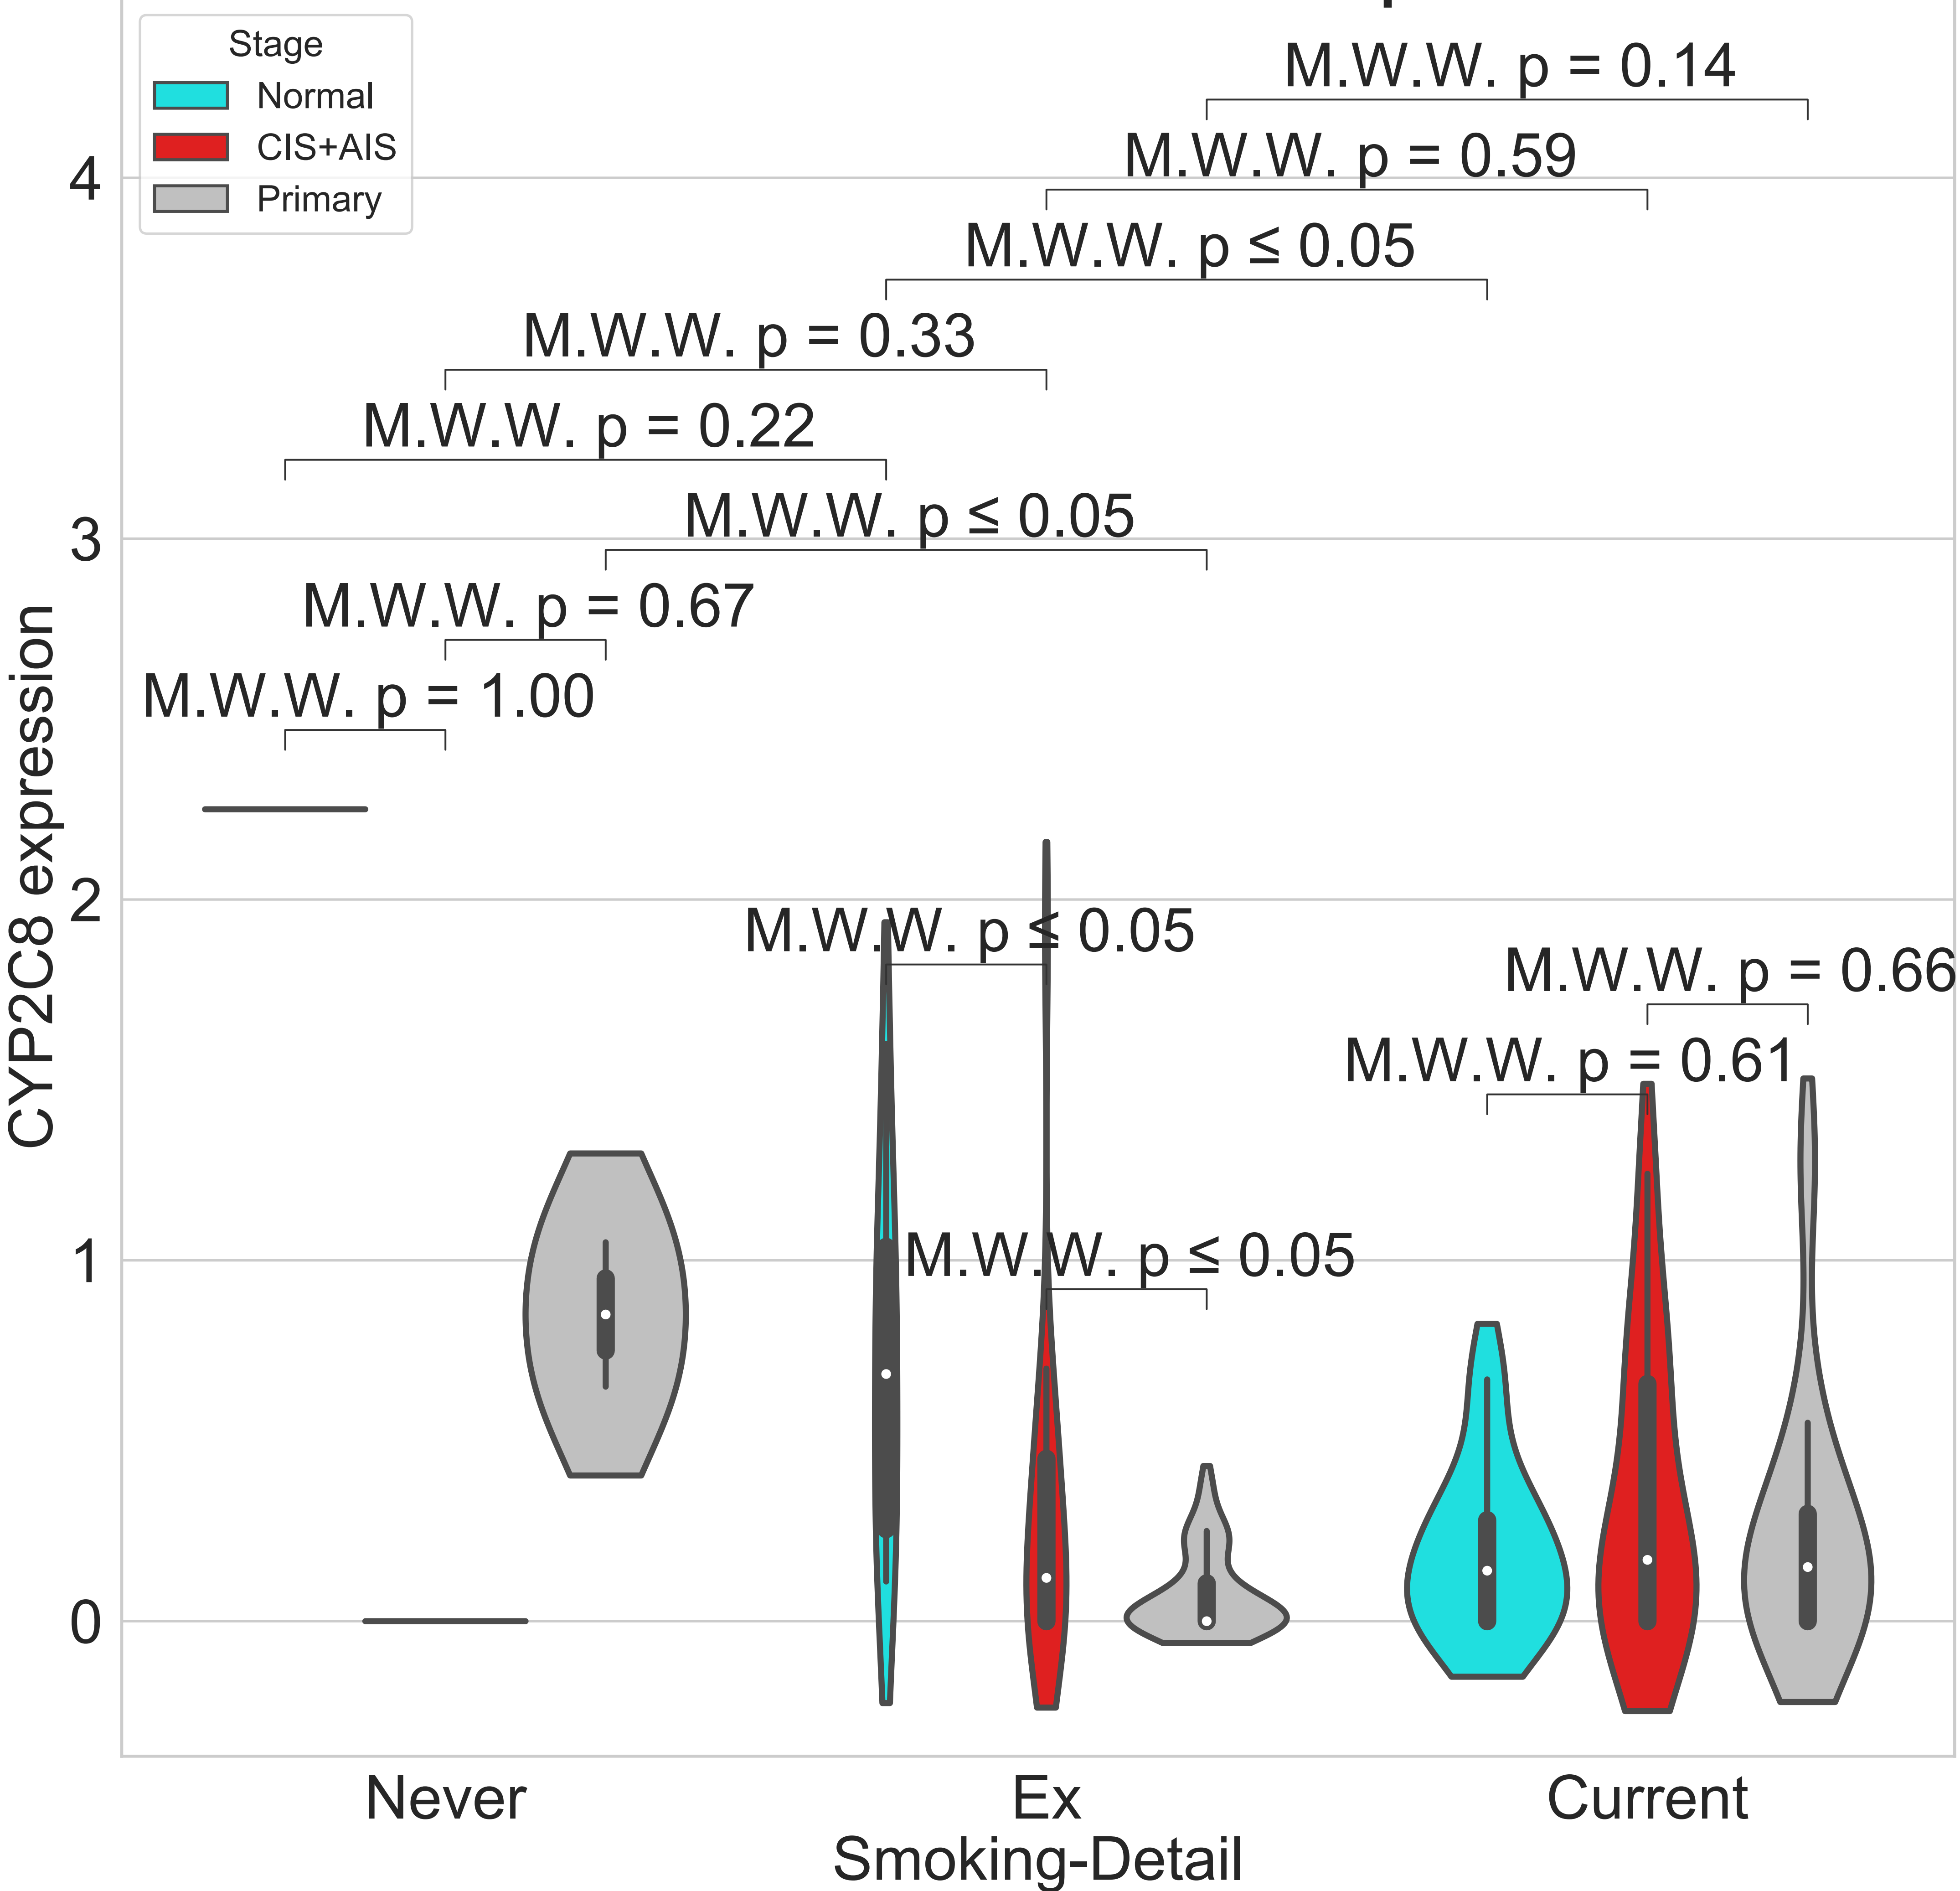 Stage
Normal
CIS+AIS
Primary
M.W.W. p = 0.14
M.W.W. p = 0.59
M.W.W. p ≤ 0.05
M.W.W. p = 0.33
M.W.W. p = 0.22
M.W.W. p ≤ 0.05
M.W.W. p = 0.67
M.W.W. p = 1.00
M.W.W. p ≤ 0.05
M.W.W. p = 0.66
M.W.W. p = 0.61
M.W.W. p ≤ 0.05
4
3
2
1
0
CYP2C8 expression
Never
Ex
Current
Smoking-Detail